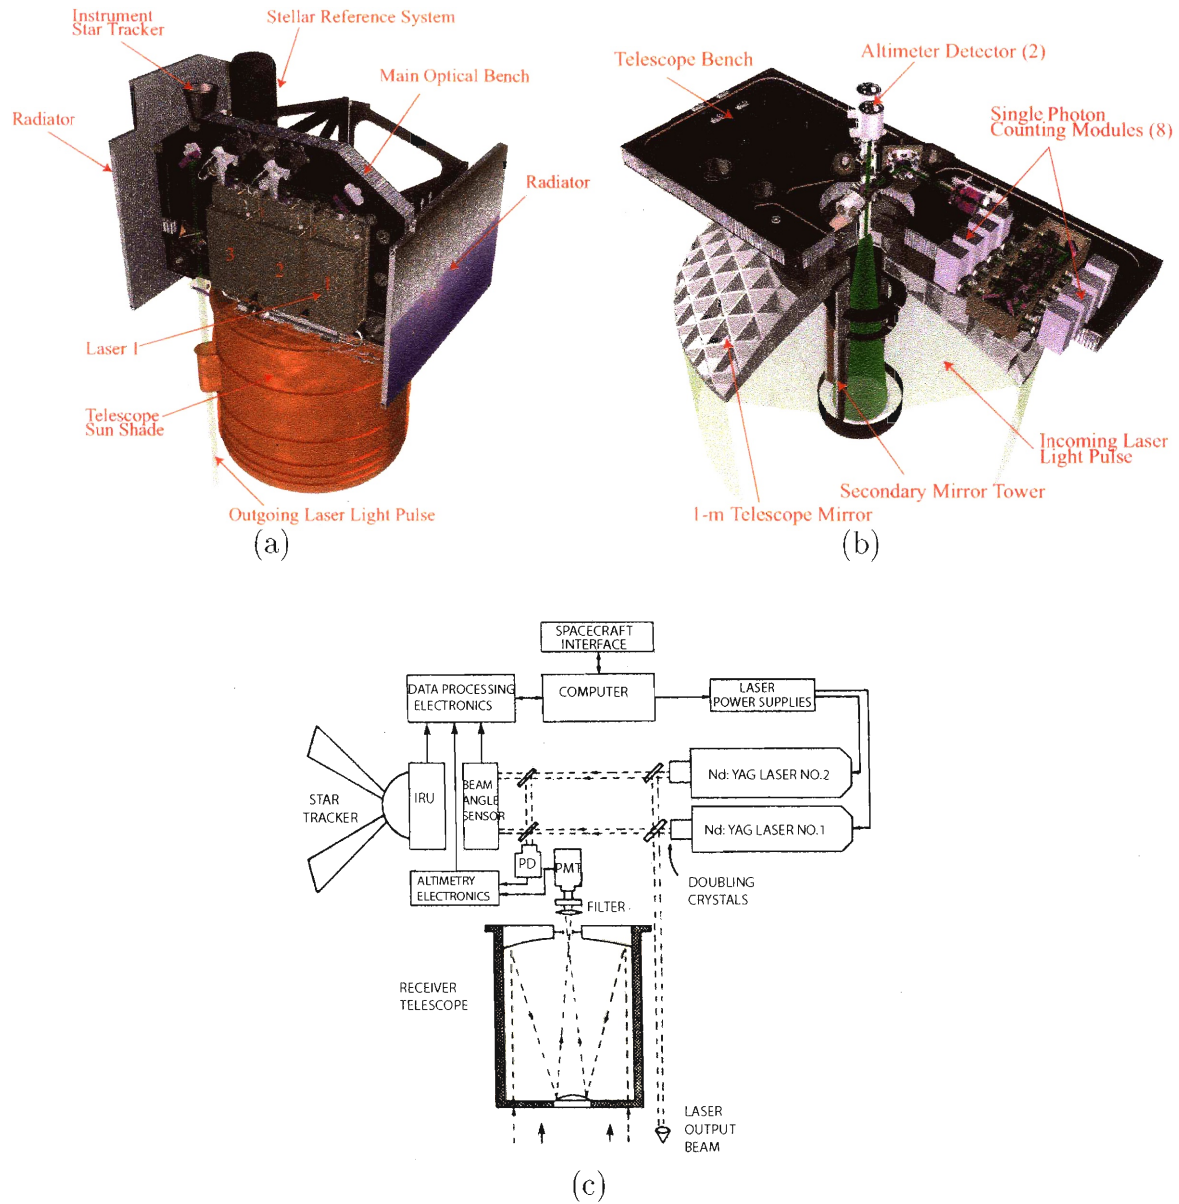 Instrument
Star Tracker
Stellar Reference System
Main Optical Bench
Radiator
Radiator
3
2
1
Laser 1
Telescope
Sun Shade
Outgoing Laser Light Pulse
(a)
Altimeter Detector (2)
Telescope Bench
Single Photon
Counting Modules (8)
Incoming Laser
Light Pulse
Secondary Mirror Tower
1-m Telescope Mirror
(b)
SPACECRAFT
INTERFACE
DATA PROCESSING
ELECTRONICS
COMPUTER
LASER
POWER SUPPLIES
STAR
TRACKER
IRU
BEAM
ANGLE
SENSOR
Nd: YAG LASER NO.2
Nd: YAG LASER NO.1
PD
PMT
ALTIMETRY
ELECTRONICS
DOUBLING
CRYSTALS
FILTER
RECEIVER
TELESCOPE
LASER
OUTPUT
BEAM
(c)